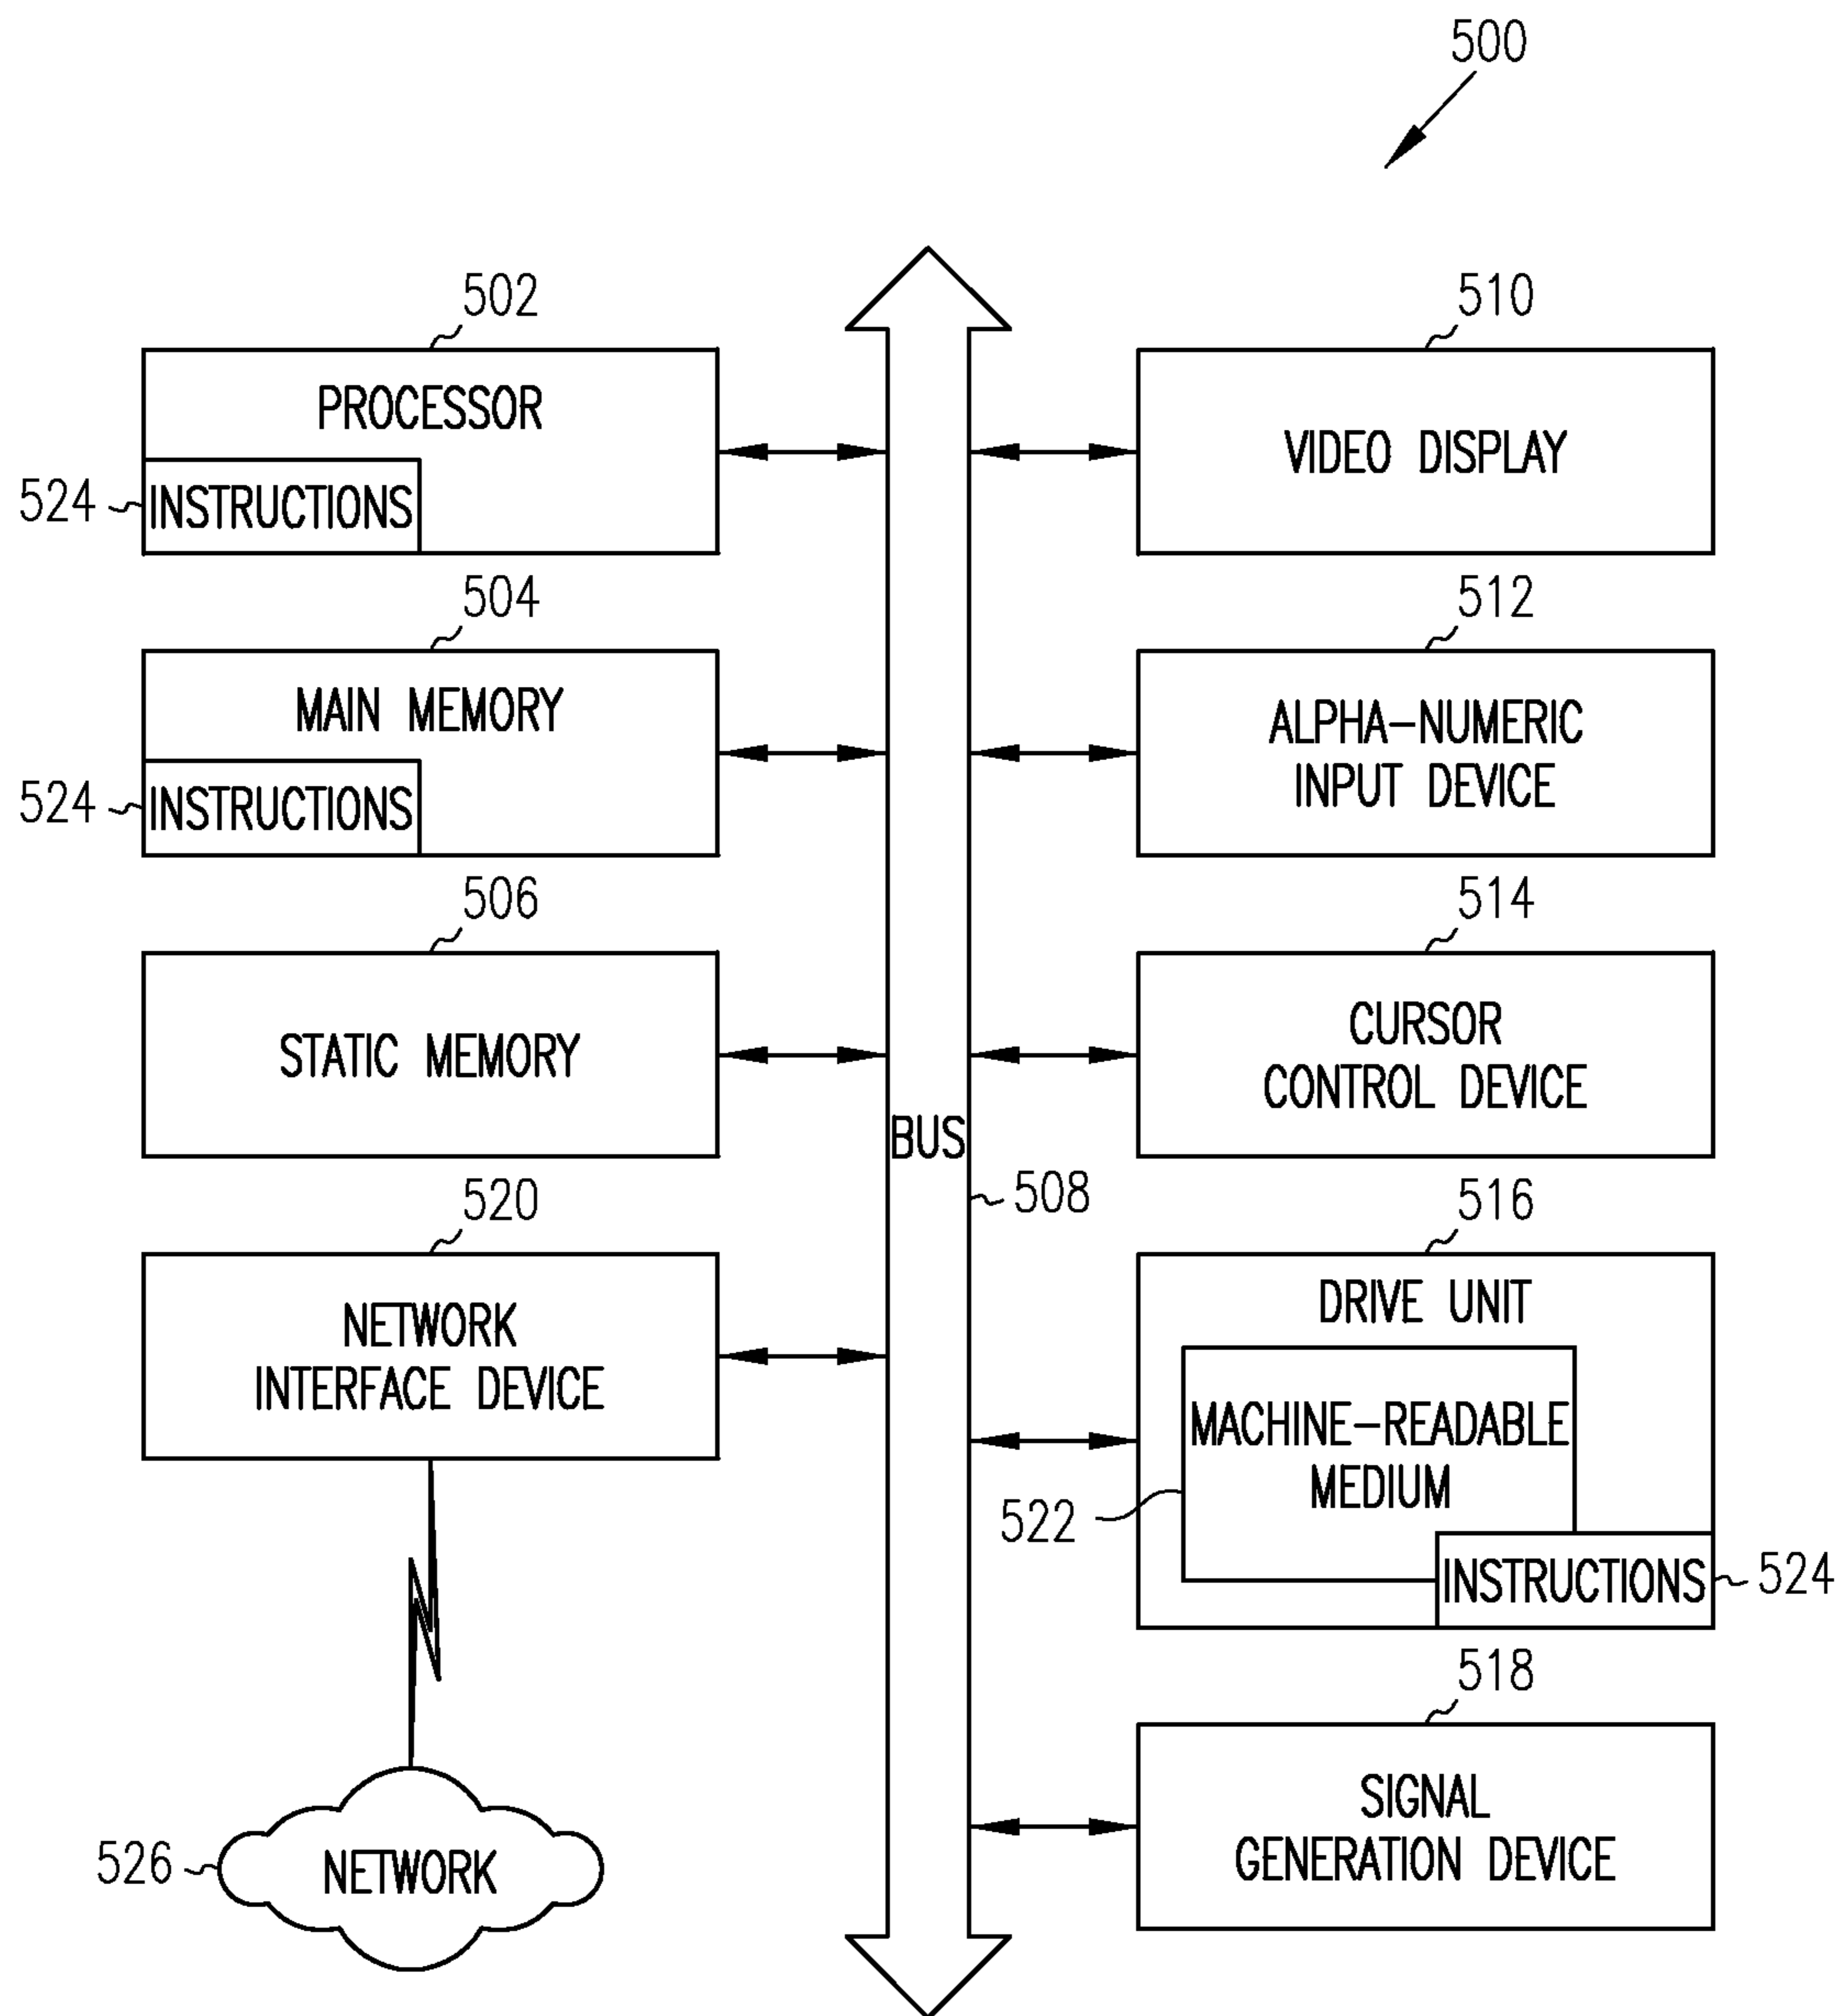 500
502
PROCESSOR
524
INSTRUCTIONS
504
MAIN MEMORY
524
INSTRUCTIONS
506
STATIC MEMORY
520
NETWORK
INTERFACE DEVICE
526
NETWORK
BUS
508
510
VIDEO DISPLAY
512
ALPHA-NUMERIC
INPUT DEVICE
514
CURSOR
CONTROL DEVICE
516
DRIVE UNIT
MACHINE-READABLE
MEDIUM
522
INSTRUCTIONS
524
518
SIGNAL
GENERATION DEVICE